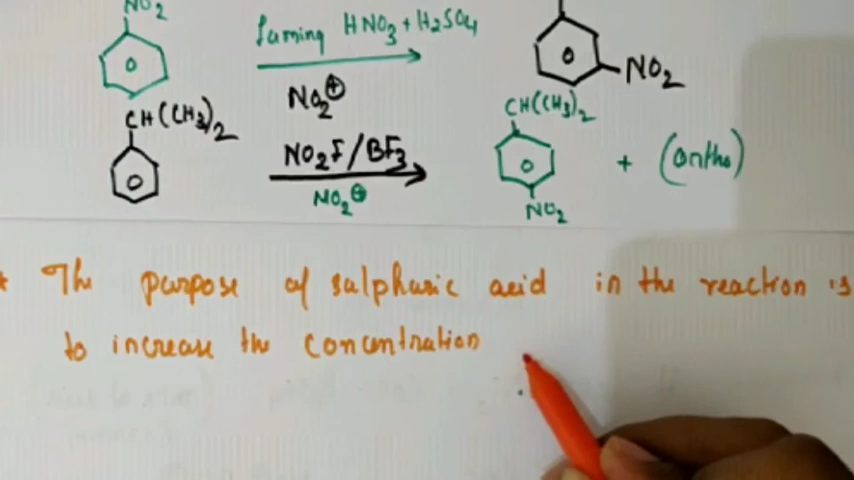 NO2
fuming HNO3 + H2SO4
NO2⊕
NO2
CH(CH3)2
NO2F/BF3
NO2⊕
CH(CH3)2
NO2
+ (ortho)
* The purpose of sulphuric acid in the reaction is
to increase the concentration